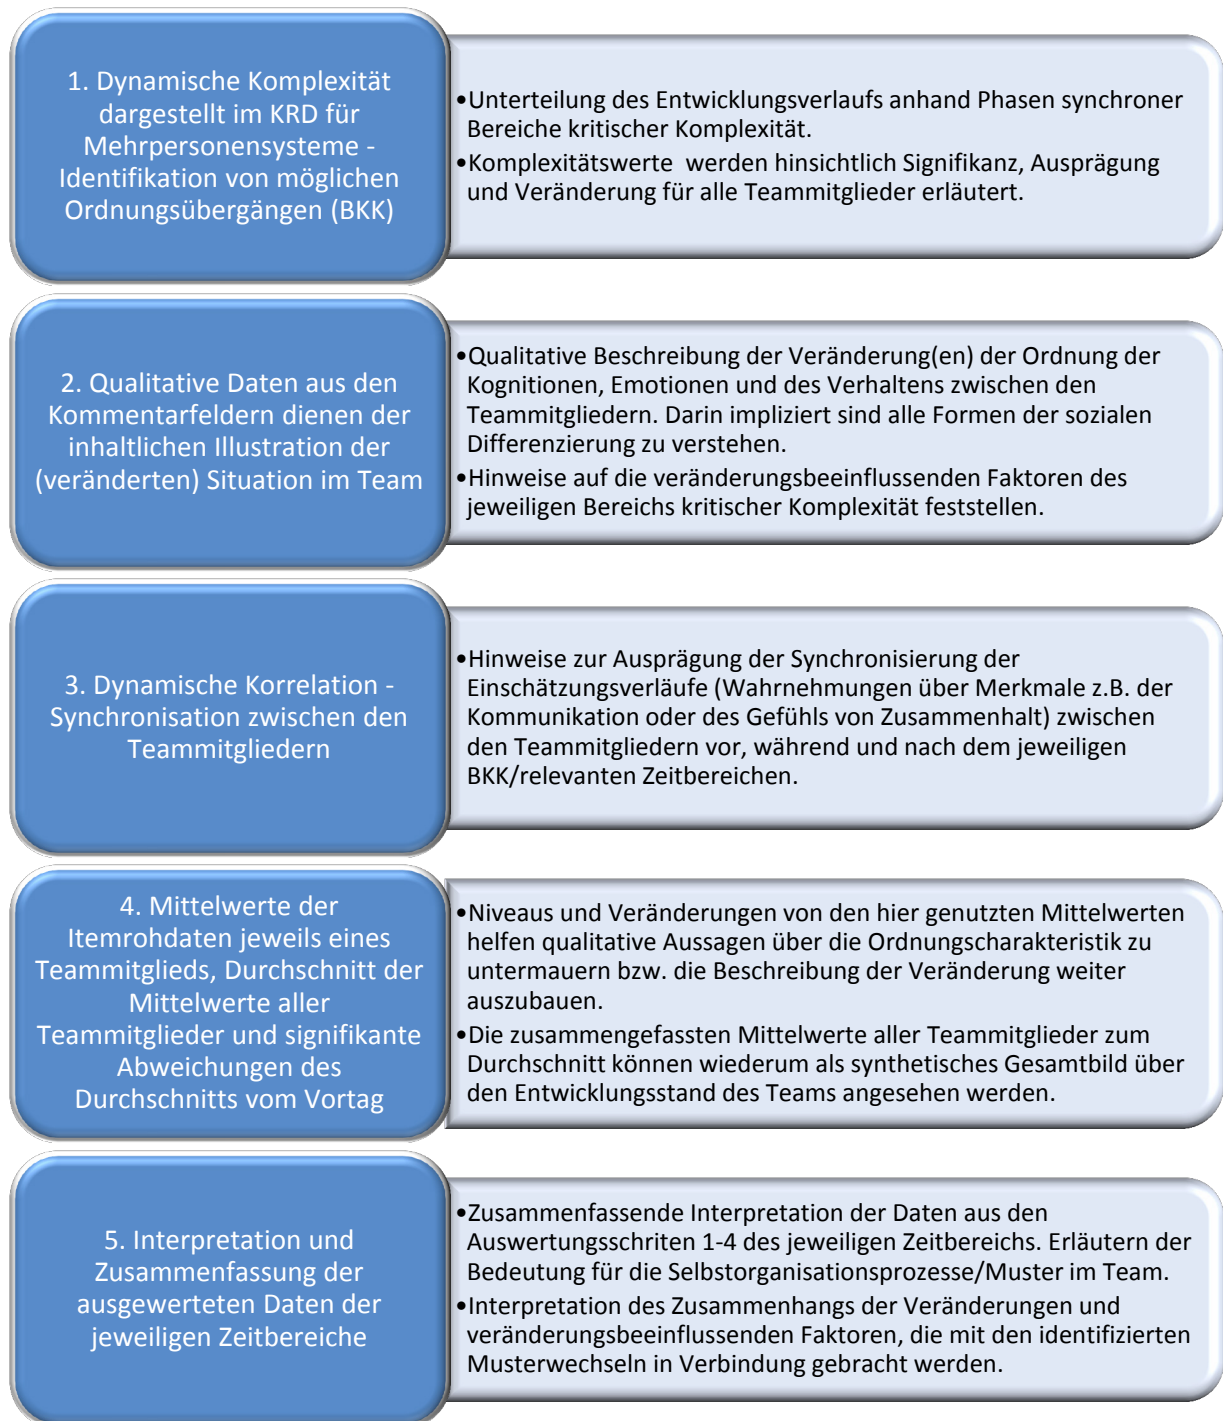 1. Dynamische Komplexität
dargestellt im KRD für
Mehrpersonensysteme -
Identifikation von möglichen
Ordnungsübergängen (BKK)
•Unterteilung des Entwicklungsverlaufs anhand Phasen synchroner
Bereiche kritischer Komplexität.
•Komplexitätswerte werden hinsichtlich Signifikanz, Ausprägung
und Veränderung für alle Teammitglieder erläutert.
2. Qualitative Daten aus den
Kommentarfeldern dienen der
inhaltlichen Illustration der
(veränderten) Situation im Team
•Qualitative Beschreibung der Veränderung(en) der Ordnung der
Kognitionen, Emotionen und des Verhaltens zwischen den
Teammitgliedern. Darin impliziert sind alle Formen der sozialen
Differenzierung zu verstehen.
•Hinweise auf die veränderungsbeeinflussenden Faktoren des
jeweiligen Bereichs kritischer Komplexität feststellen.
3. Dynamische Korrelation -
Synchronisation zwischen den
Teammitgliedern
•Hinweise zur Ausprägung der Synchronisierung der
Einschätzungsverläufe (Wahrnehmungen über Merkmale z.B. der
Kommunikation oder des Gefühls von Zusammenhalt) zwischen
den Teammitgliedern vor, während und nach dem jeweiligen
BKK/relevanten Zeitbereichen.
4. Mittelwerte der
Itemrohdaten jeweils eines
Teammitglieds, Durchschnitt der
Mittelwerte aller
Teammitglieder und signifikante
Abweichungen des
Durchschnitts vom Vortag
•Niveaus und Veränderungen von den hier genutzten Mittelwerten
helfen qualitative Aussagen über die Ordnungscharakteristik zu
untermauern bzw. die Beschreibung der Veränderung weiter
auszubauen.
•Die zusammengefassten Mittelwerte aller Teammitglieder zum
Durchschnitt können wiederum als synthetisches Gesamtbild über
den Entwicklungsstand des Teams angesehen werden.
5. Interpretation und
Zusammenfassung der
ausgewerteten Daten der
jeweiligen Zeitbereiche
•Zusammenfassende Interpretation der Daten aus den
Auswertungsschriten 1-4 des jeweiligen Zeitbereichs. Erläutern der
Bedeutung für die Selbstorganisationsprozesse/Muster im Team.
•Interpretation des Zusammenhangs der Veränderungen und
veränderungsbeeinflussenden Faktoren, die mit den identifizierten
Musterwechseln in Verbindung gebracht werden.